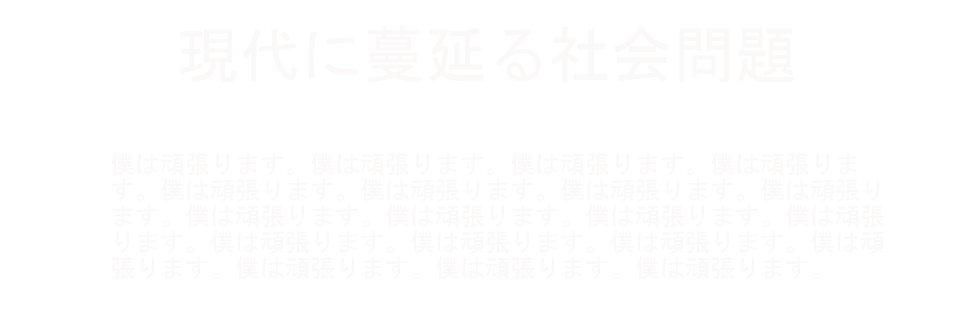 現代に蔓延る社会問題
僕は頑張ります。僕は頑張ります。僕は頑張ります。僕は頑張りま
す。僕は頑張ります。僕は頑張ります。僕は頑張ります。僕は頑張り
ます。僕は頑張ります。僕は頑張ります。僕は頑張ります。僕は頑張
ります。僕は頑張ります。僕は頑張ります。僕は頑張ります。僕は頑
張ります。僕は頑張ります。僕は頑張ります。僕は頑張ります。